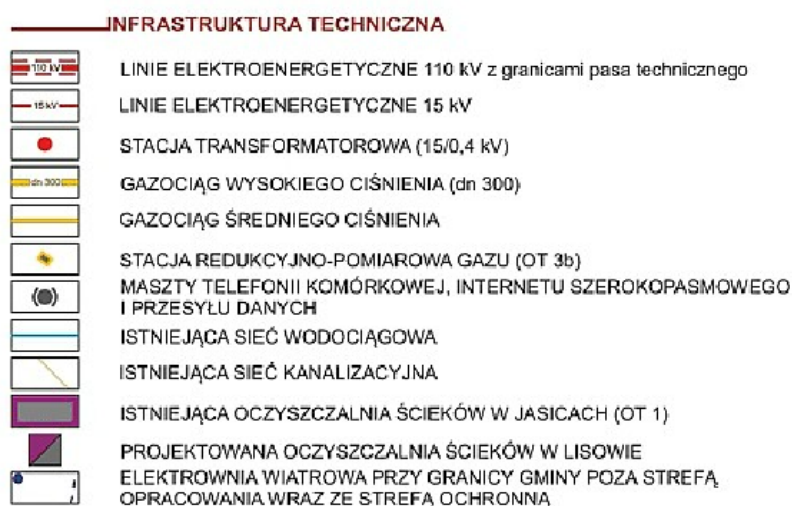 INFRASTRUKTURA TECHNICZNA
110 kV LINIE ELEKTROENERGETYCZNE 110 kV z granicami pasa technicznego
15 kV LINIE ELEKTROENERGETYCZNE 15 kV
STACJA TRANSFORMATOROWA (15/0,4 kV)
dn 300 GAZOCIĄG WYSOKIEGO CIŚNIENIA (dn 300)
GAZOCIĄG ŚREDNIEGO CIŚNIENIA
STACJA REDUKCYJNO-POMIAROWA GAZU (OT 3b)
MASZTY TELEFONII KOMÓRKOWEJ, INTERNETU SZEROKOPASMOWEGO
I PRZESYŁU DANYCH
ISTNIEJĄCA SIEĆ WODOCIĄGOWA
ISTNIEJĄCA SIEĆ KANALIZACYJNA
ISTNIEJĄCA OCZYSZCZALNIA ŚCIEKÓW W JASICACH (OT 1)
PROJEKTOWANA OCZYSZCZALNIA ŚCIEKÓW W LISOWIE
ELEKTROWNIA WIATROWA PRZY GRANICY GMINY POZA STREFĄ
OPRACOWANIA WRAZ ZE STREFĄ OCHRONNĄ